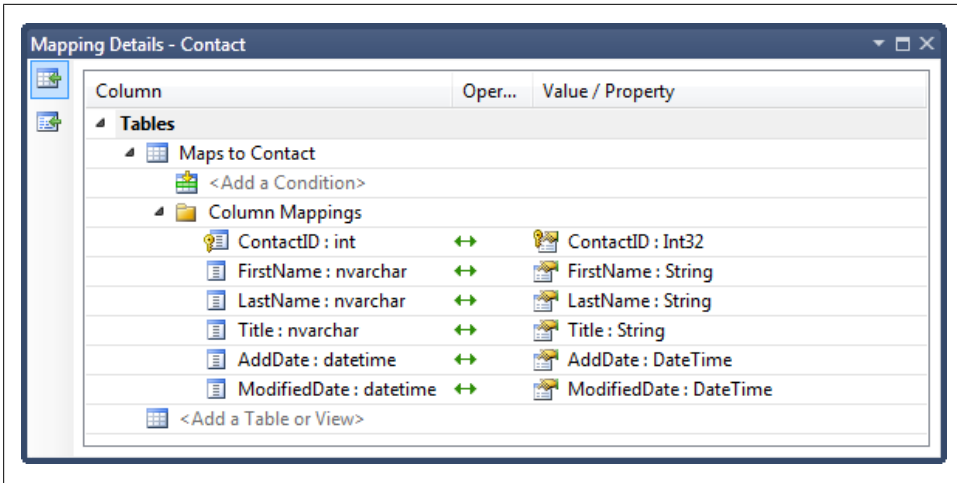 Mapping Details - Contact
Column Oper... Value / Property
Tables
Maps to Contact
<Add a Condition>
Column Mappings
ContactID : int ContactID : Int32
FirstName : nvarchar FirstName : String
LastName : nvarchar LastName : String
Title : nvarchar Title : String
AddDate : datetime AddDate : DateTime
ModifiedDate : datetime ModifiedDate : DateTime
<Add a Table or View>